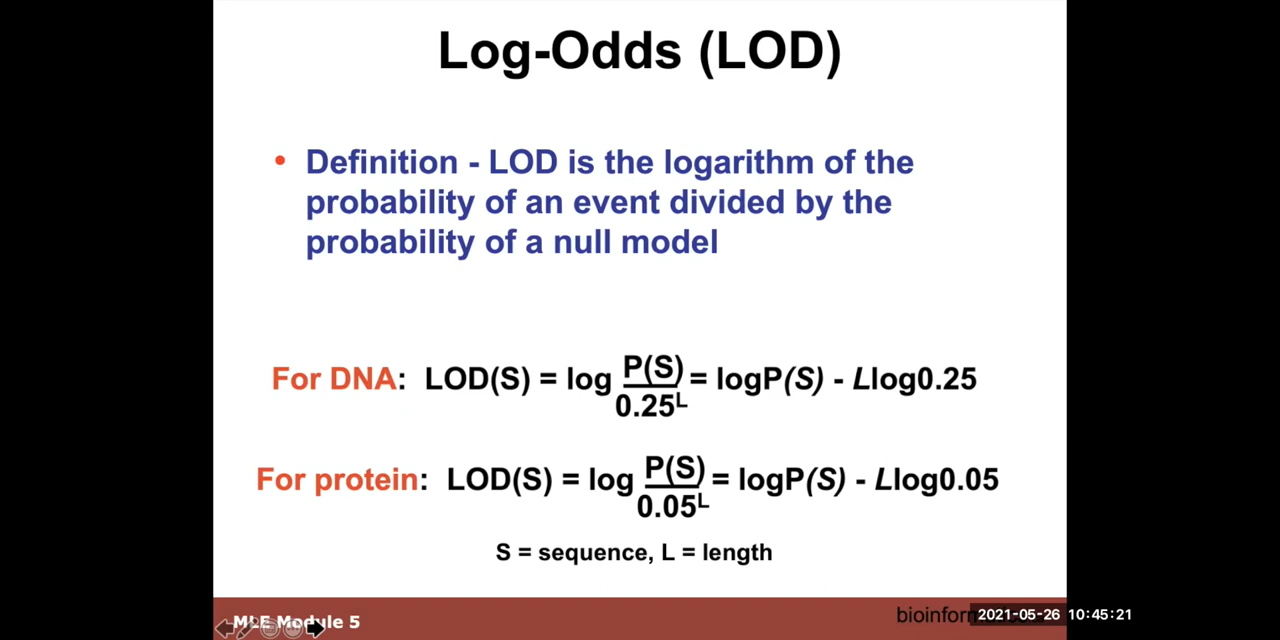 Log-Odds (LOD)
• Definition - LOD is the logarithm of the
probability of an event divided by the
probability of a null model
For DNA: LOD(S) = log P(S)/0.25^L = logP(S) - Llog0.25
For protein: LOD(S) = log P(S)/0.05^L = logP(S) - Llog0.05
S = sequence, L = length
MLE Module 5
2021-05-26 10:45:21